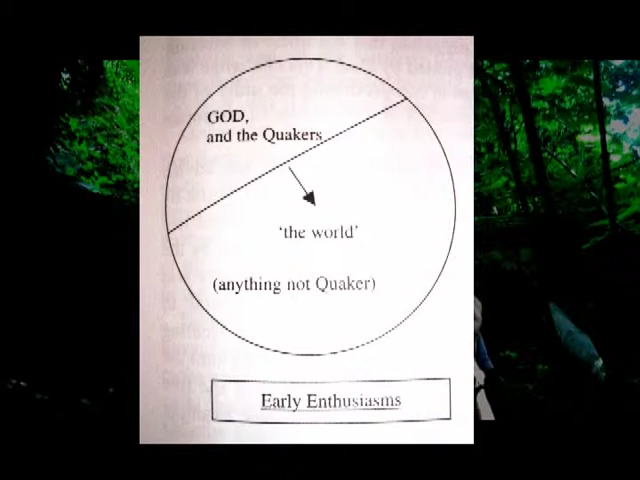 GOD,
and the Quakers
‘the world’
(anything not Quaker)
Early Enthusiasms